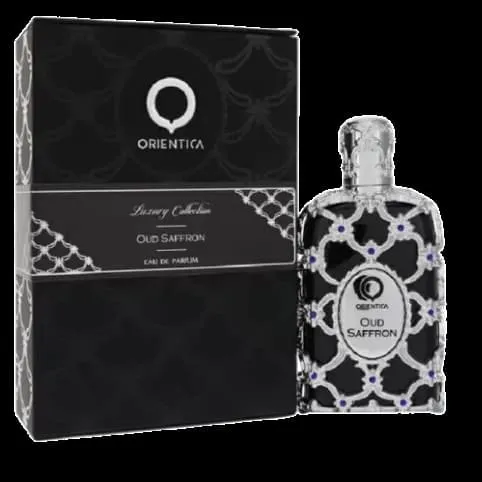 ORIENTICA
Luxury Collection
OUD SAFFRON
EAU DE PARFUM
ORIENTICA
OUD
SAFFRON